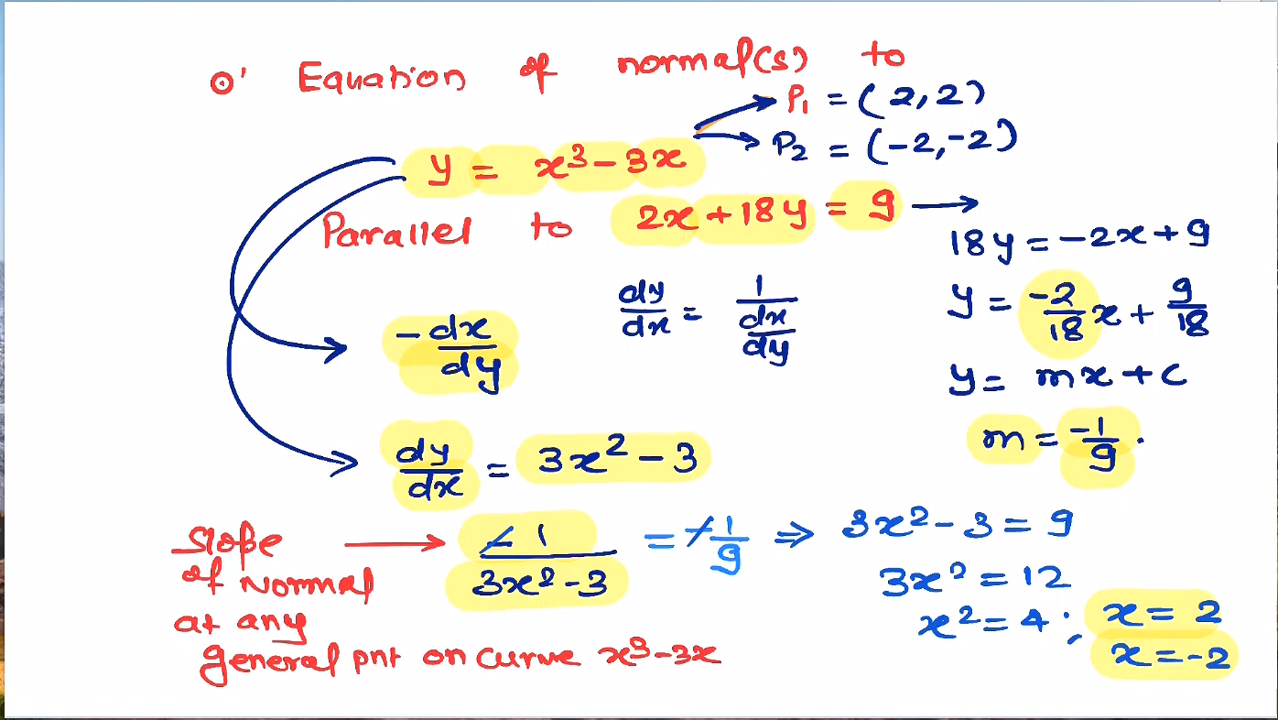 Q' Equation of normal(s) to
P₁ = (2,2)
y = x³-3x
P₂ = (-2,-2)
Parallel to 2x+18y = 9
18y = -2x+9
dy/dx = 1/(dx/dy)
y = -2/18 x + 9/18
-dx/dy
y = mx+c
m = -1/9.
dy/dx = 3x²-3
Slope of Normal at any general pnt on curve x³-3x
-1/(3x²-3) = -1/9 ⇒ 3x²-3 = 9
3x² = 12
x² = 4 ; x = 2
x = -2